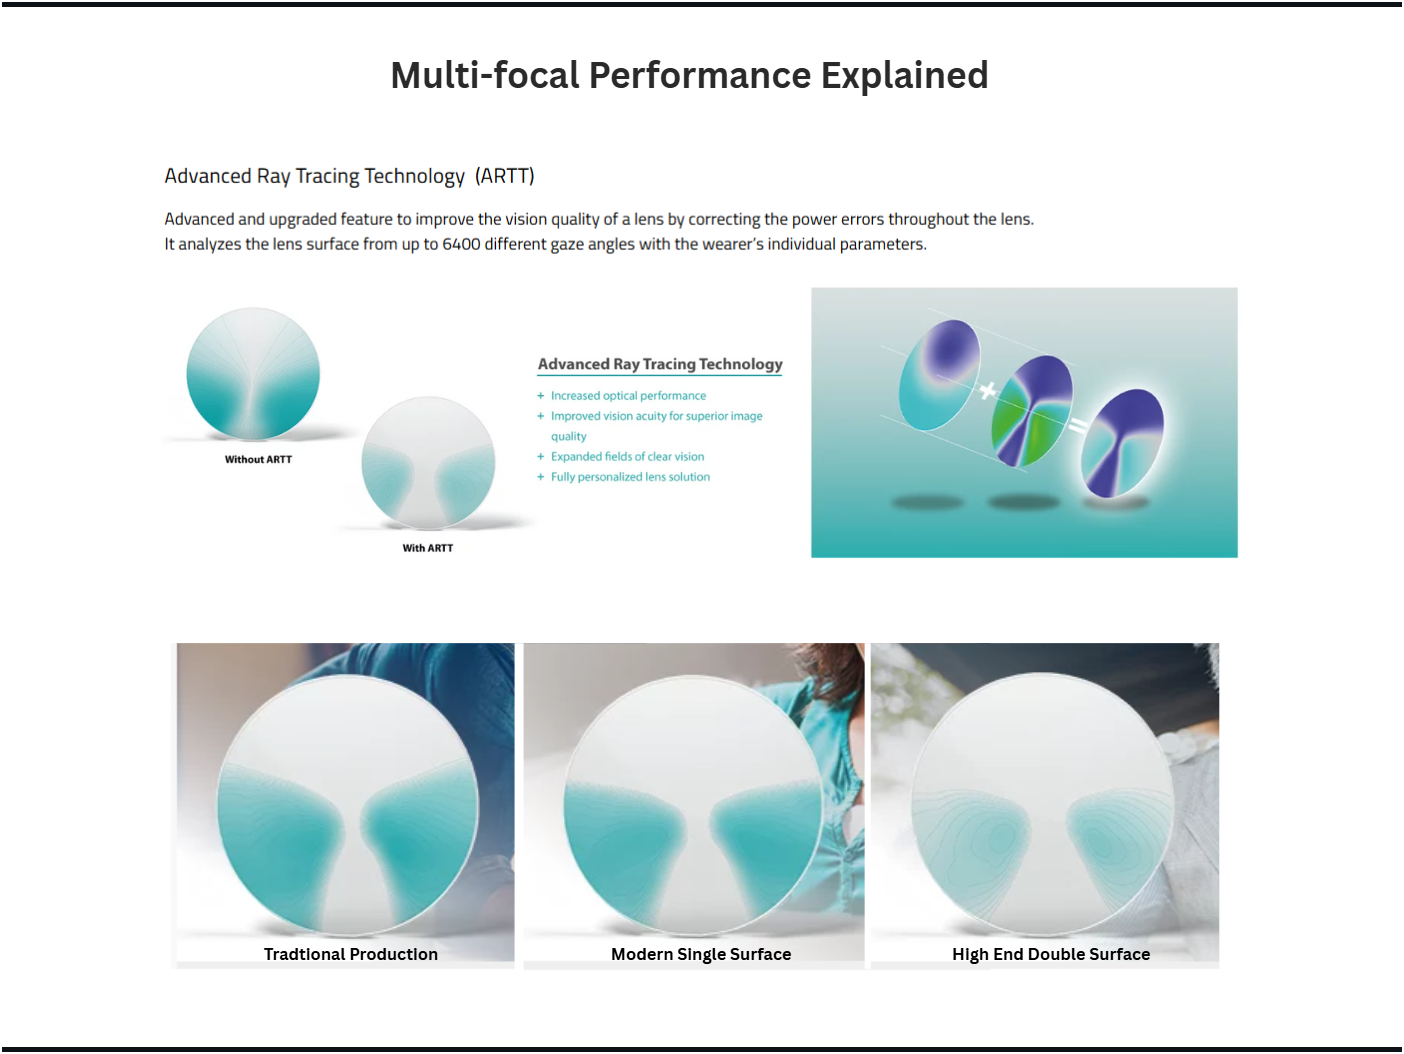 Multi-focal Performance Explained
Advanced Ray Tracing Technology (ARTT)
Advanced and upgraded feature to improve the vision quality of a lens by correcting the power errors throughout the lens.
It analyzes the lens surface from up to 6400 different gaze angles with the wearer's individual parameters.
Without ARTT
With ARTT
Advanced Ray Tracing Technology
+ Increased optical performance
+ Improved vision acuity for superior image
quality
+ Expanded fields of clear vision
+ Fully personalized lens solution
+
=
Tradtional Production
Modern Single Surface
High End Double Surface